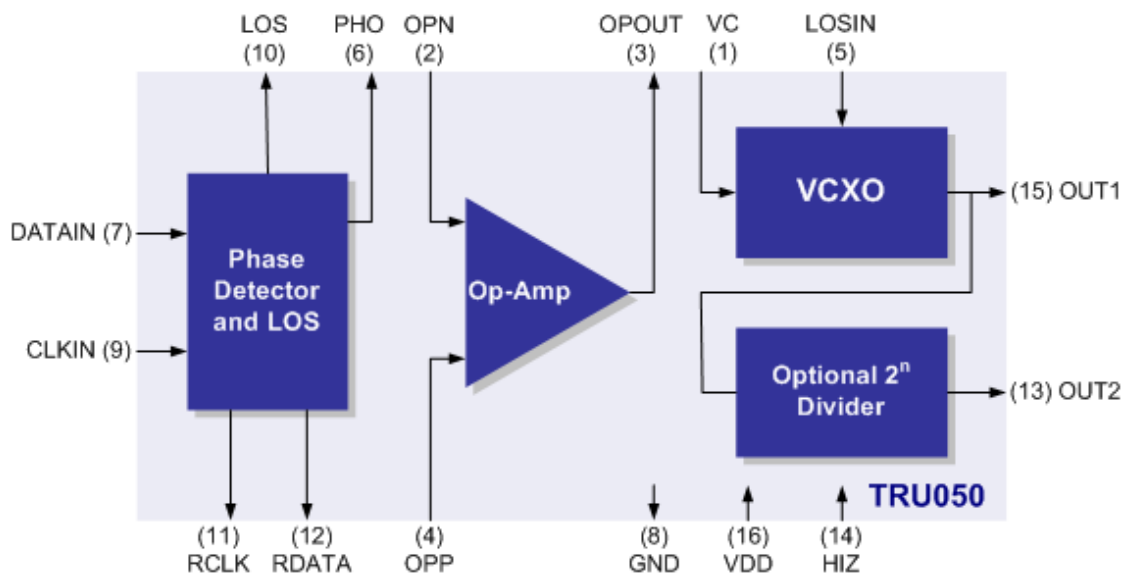 LOS PHO OPN OPOUT VC LOSIN
(10) (6) (2) (3) (1) (5)
VCXO
(15) OUT1
DATAIN (7)
Phase
Detector
and LOS
Op-Amp
CLKIN (9)
Optional 2ⁿ
Divider
(13) OUT2
TRU050
(11) (12) (4) (8) (16) (14)
RCLK RDATA OPP GND VDD HIZ